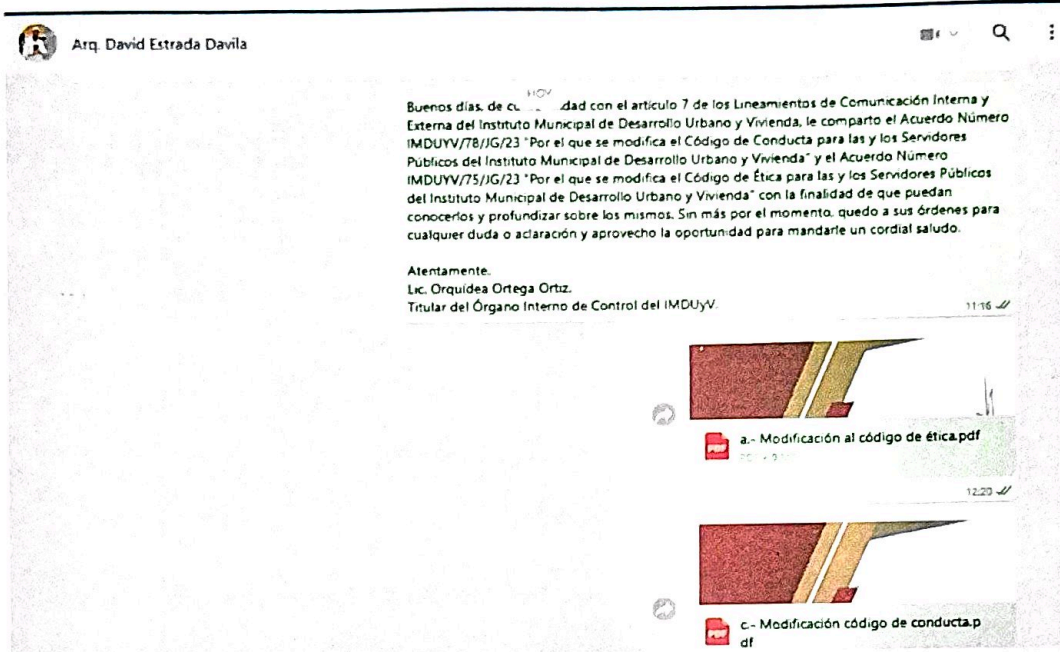 Arq. David Estrada Davila
HOY
Buenos días, de dad con el artículo 7 de los Lineamientos de Comunicación Interna y
Externa del Instituto Municipal de Desarrollo Urbano y Vivienda, le comparto el Acuerdo Número
IMDUYV/78/JG/23 "Por el que se modifica el Código de Conducta para las y los Servidores
Públicos del Instituto Municipal de Desarrollo Urbano y Vivienda" y el Acuerdo Número
IMDUYV/75/JG/23 "Por el que se modifica el Código de Ética para las y los Servidores Públicos
del Instituto Municipal de Desarrollo Urbano y Vivienda" con la finalidad de que puedan
conocerlos y profundizar sobre los mismos. Sin más por el momento, quedo a sus órdenes para
cualquier duda o aclaración y aprovecho la oportunidad para mandarle un cordial saludo.
Atentamente.
Lic. Orquídea Ortega Ortiz.
Titular del Órgano Interno de Control del IMDUyV.
11:16
PDF
a.- Modificación al código de ética.pdf
12:20
PDF
c.- Modificación código de conducta.p
df